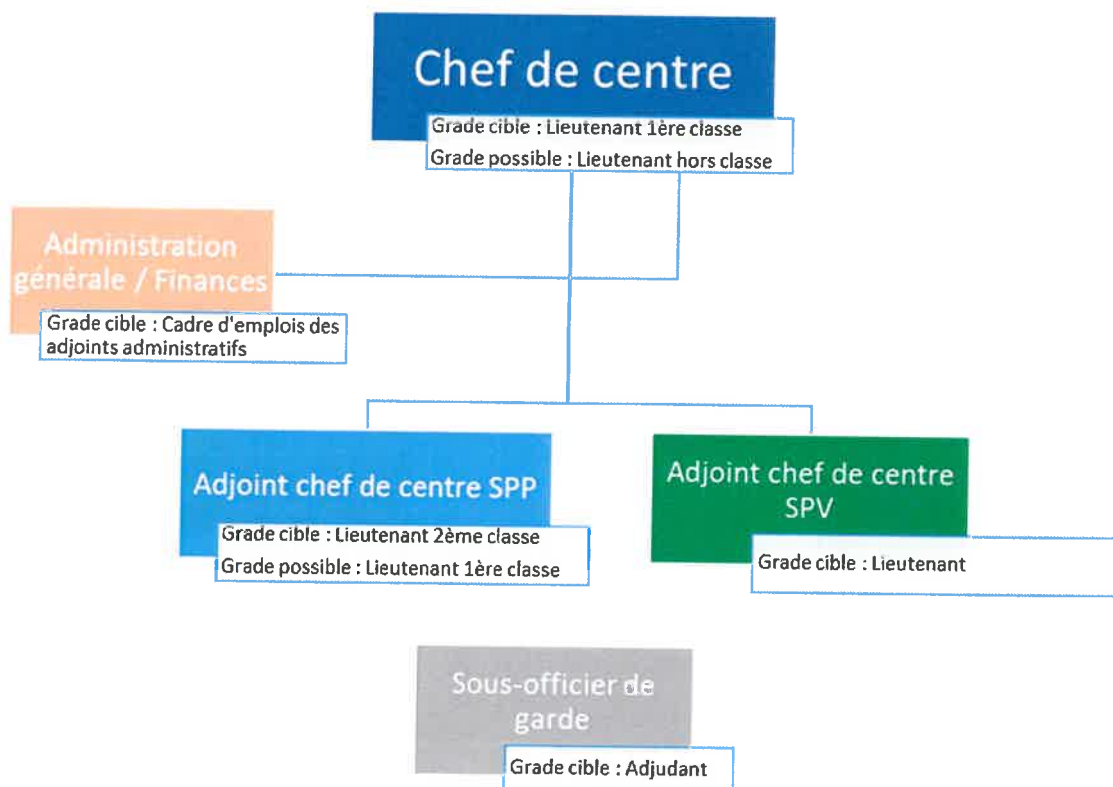 Chef de centre
Grade cible : Lieutenant 1ère classe
Grade possible : Lieutenant hors classe
Administration
générale / Finances
Grade cible : Cadre d'emplois des
adjoints administratifs
Adjoint chef de centre SPP
Grade cible : Lieutenant 2ème classe
Grade possible : Lieutenant 1ère classe
Adjoint chef de centre
SPV
Grade cible : Lieutenant
Sous-officier de
garde
Grade cible : Adjudant